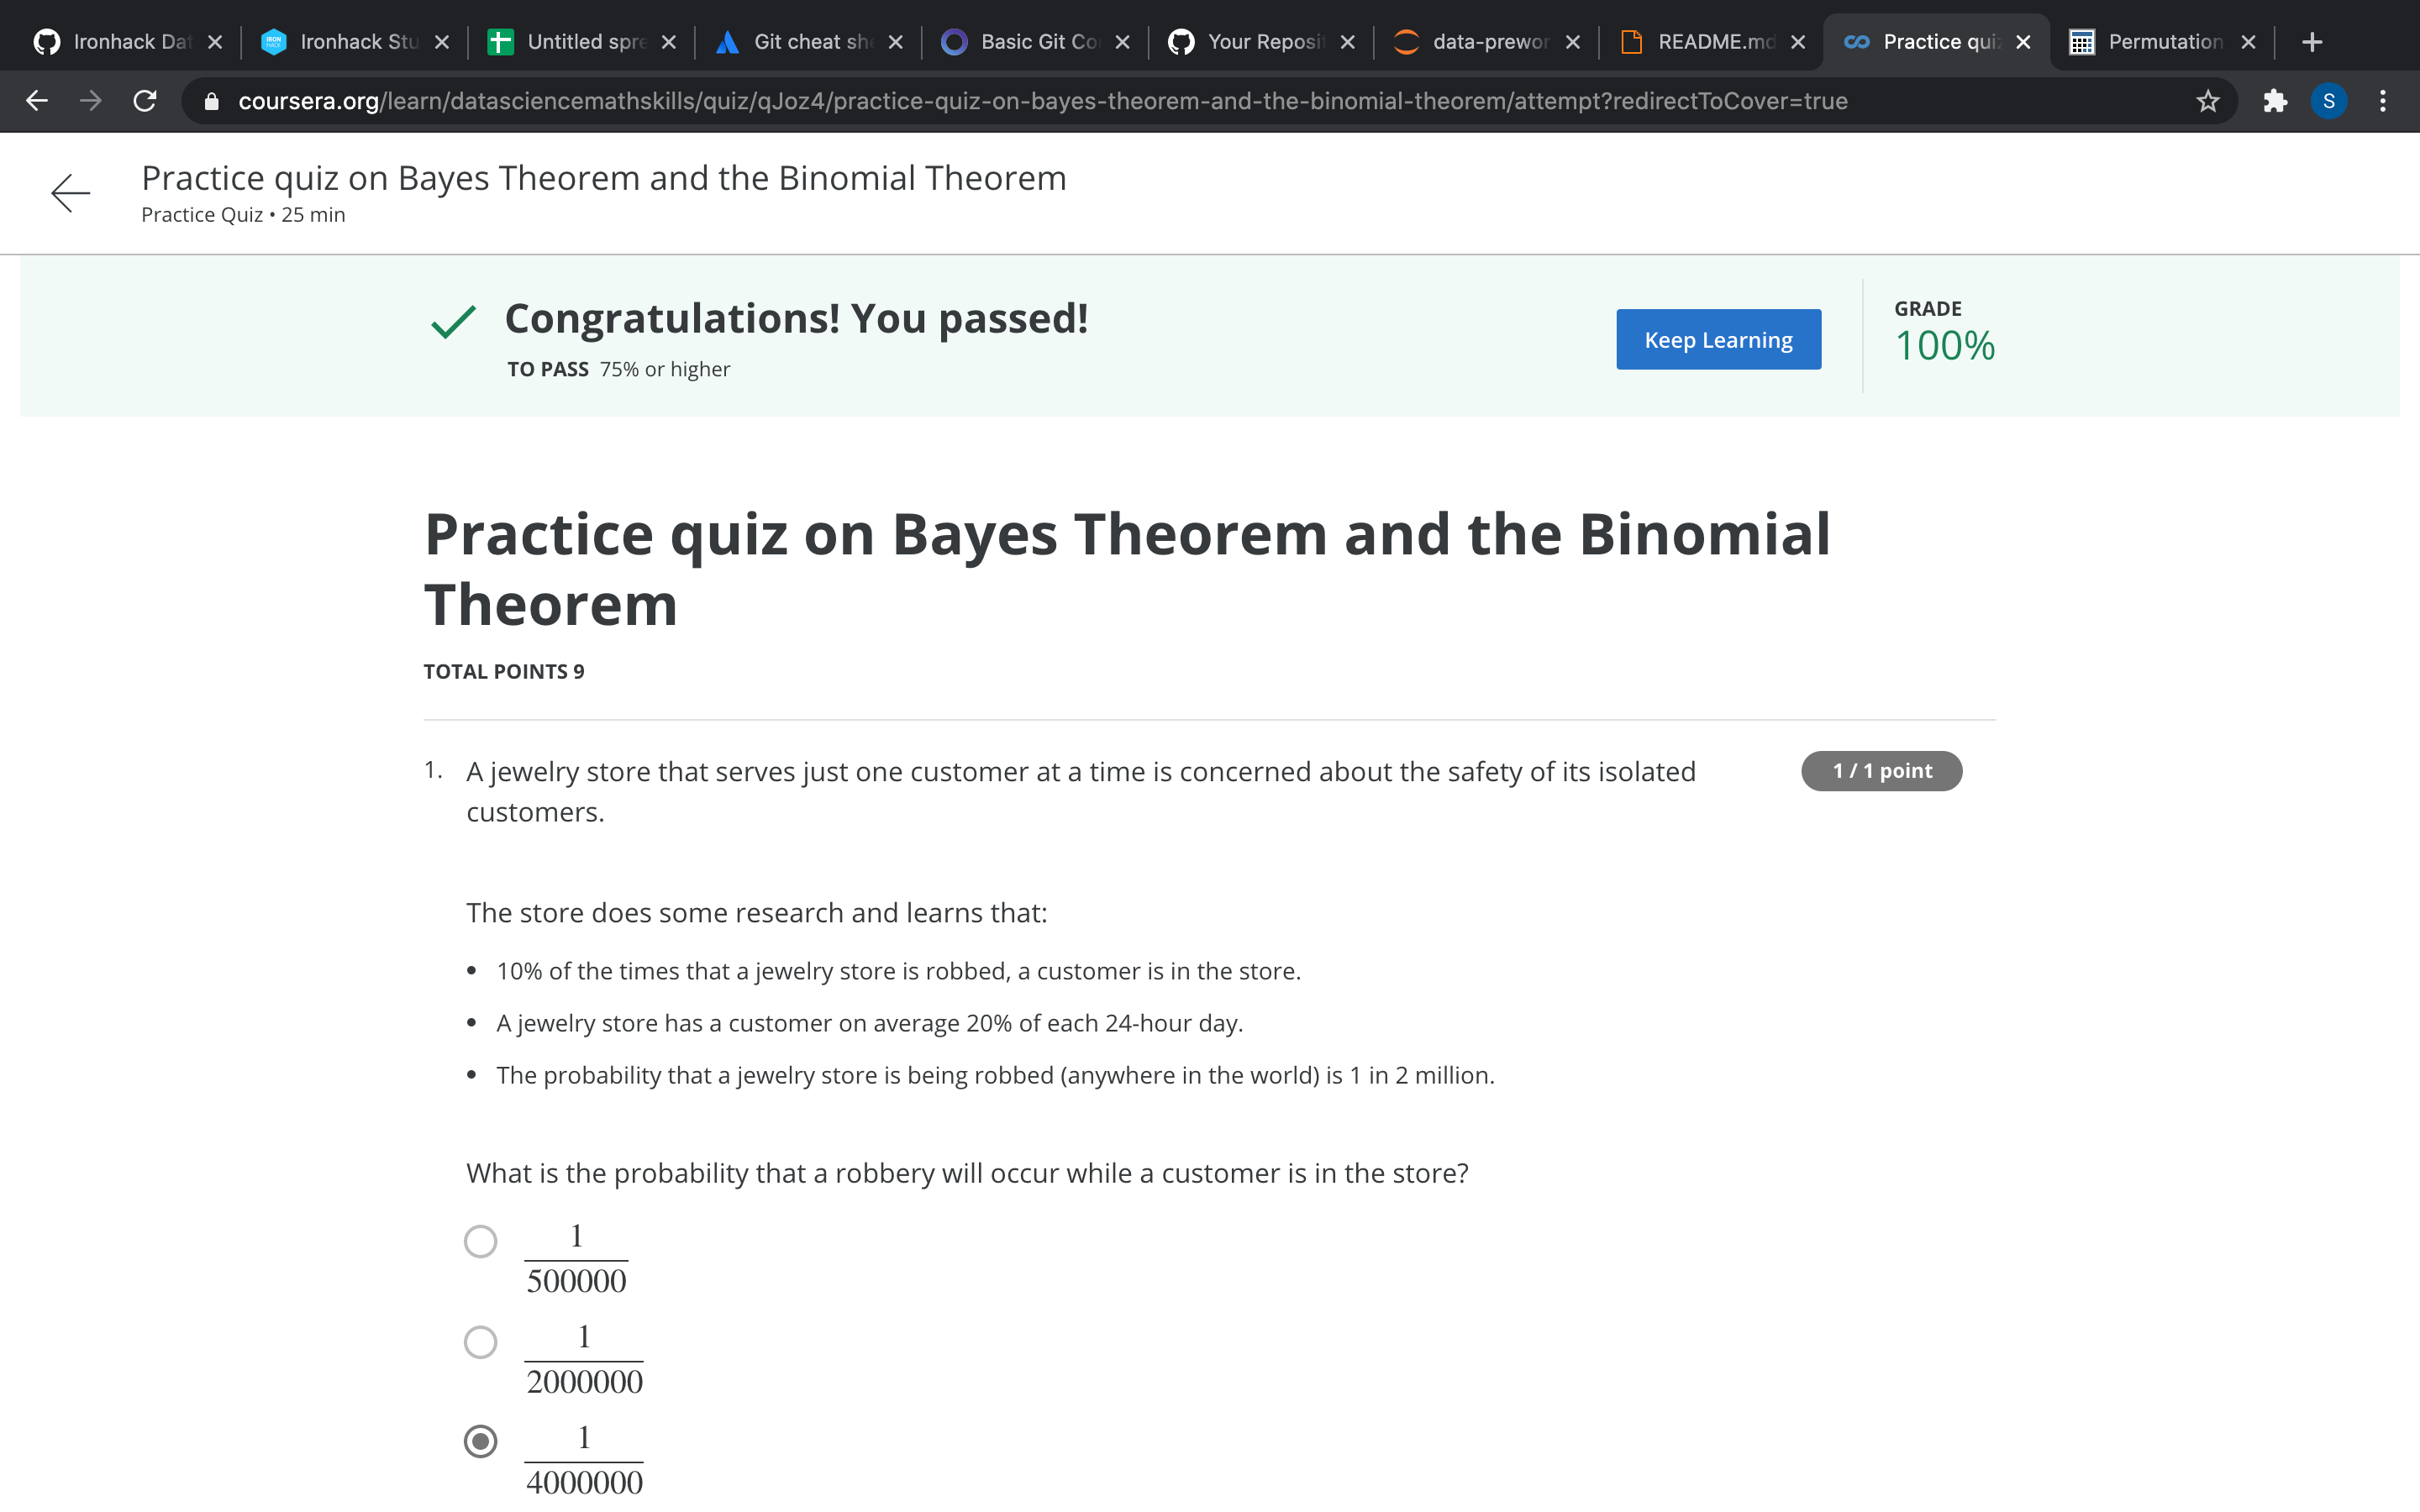 Ironhack Dat
Ironhack Stu
Untitled spre
Git cheat she
Basic Git Co
Your Reposit
data-prewor
README.md
Practice qui
Permutation
coursera.org/learn/datasciencemathskills/quiz/qJoz4/practice-quiz-on-bayes-theorem-and-the-binomial-theorem/attempt?redirectToCover=true
S
Practice quiz on Bayes Theorem and the Binomial Theorem
Practice Quiz • 25 min
Congratulations! You passed!
TO PASS 75% or higher
Keep Learning
GRADE
100%
Practice quiz on Bayes Theorem and the Binomial
Theorem
TOTAL POINTS 9
1. A jewelry store that serves just one customer at a time is concerned about the safety of its isolated
customers.
1 / 1 point
The store does some research and learns that:
• 10% of the times that a jewelry store is robbed, a customer is in the store.
• A jewelry store has a customer on average 20% of each 24-hour day.
• The probability that a jewelry store is being robbed (anywhere in the world) is 1 in 2 million.
What is the probability that a robbery will occur while a customer is in the store?
1
500000
1
2000000
1
4000000